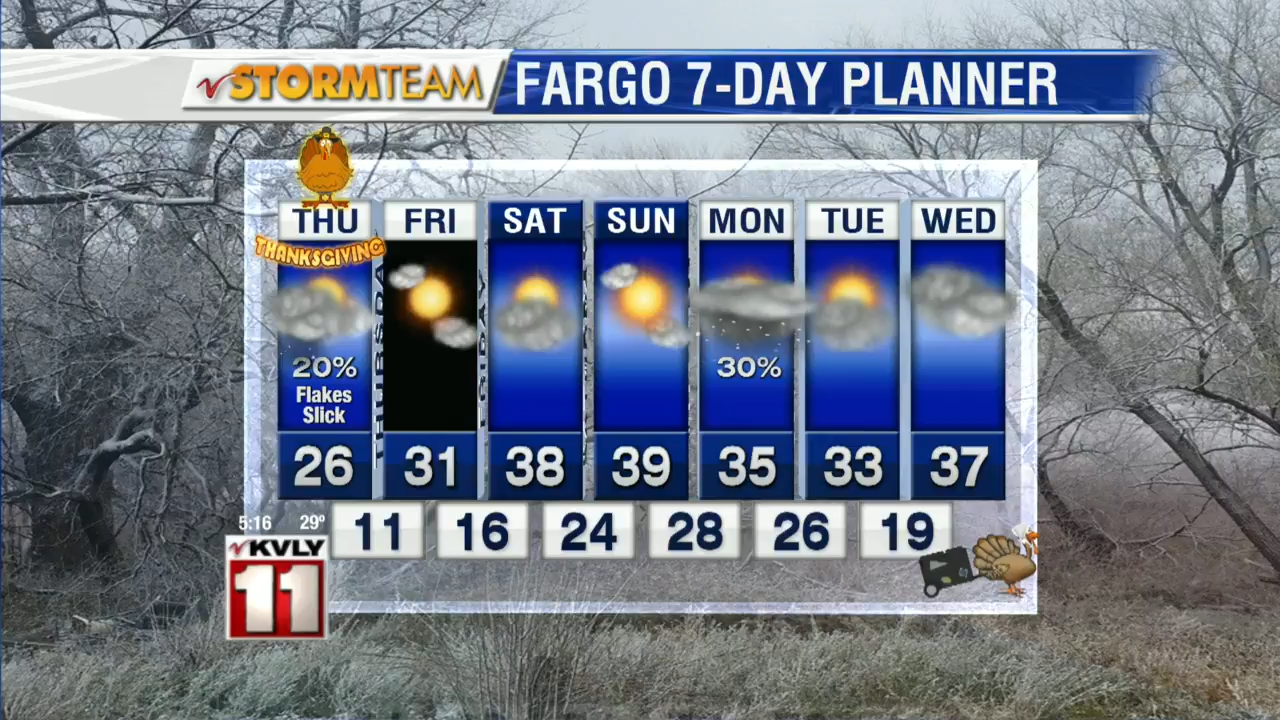 STORMTEAM FARGO 7-DAY PLANNER
THU FRI SAT SUN MON TUE WED
THANKSGIVING
20% 30%
Flakes
Slick
26 31 38 39 35 33 37
5:16 29° 11 16 24 28 26 19
KVLY
11